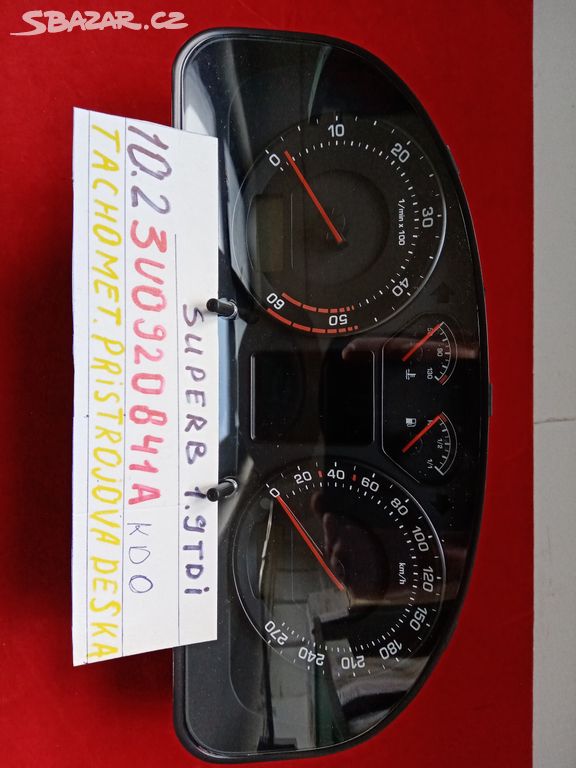 SBAZAR.CZ
SUPERB 1.9TDi
10.2 3U0920841A KDO
TACHOMET. PŘISTROJOVA DESKA
0 10 20 30 40 50 60
1/min x 100
50 90 130
R 1/2 1/1
0 20 40 60 80 100 120 150 180 210 240 270
km/h